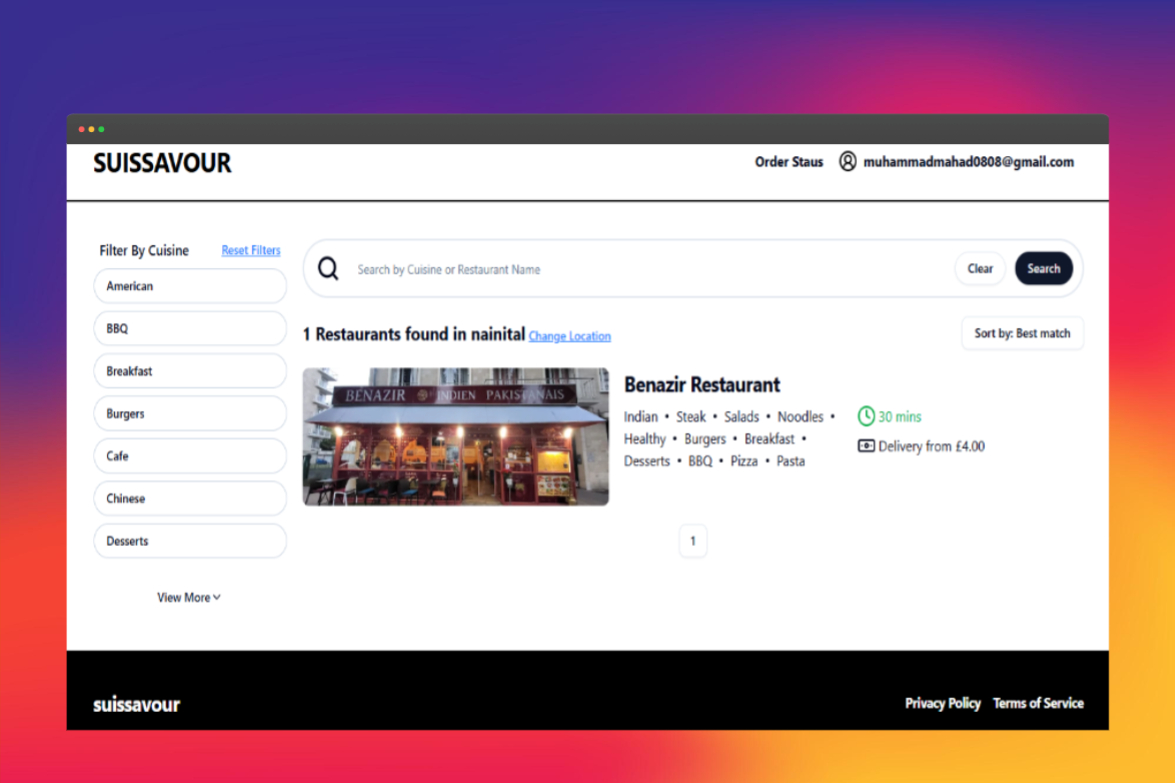 SUISSAVOUR
Order Staus muhammadmahad0808@gmail.com
Filter By Cuisine Reset Filters
American
BBQ
Breakfast
Burgers
Cafe
Chinese
Desserts
View More
Search by Cuisine or Restaurant Name Clear Search
1 Restaurants found in nainital Change Location Sort by: Best match
BENAZIR INDIEN PAKISTANAIS
Benazir Restaurant
Indian • Steak • Salads • Noodles •
Healthy • Burgers • Breakfast •
Desserts • BBQ • Pizza • Pasta
30 mins
Delivery from £4.00
1
suissavour Privacy Policy Terms of Service